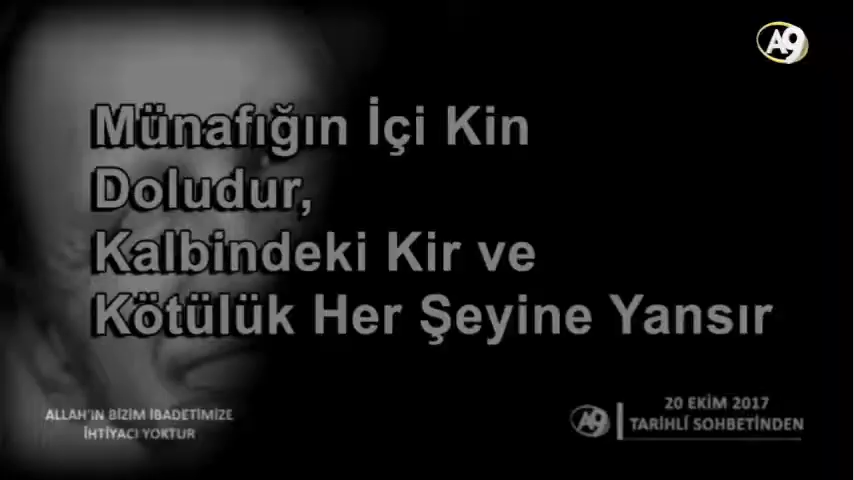 A9
Münafığın İçi Kin
Doludur,
Kalbindeki Kir ve
Kötülük Her Şeyine Yansır
ALLAH'IN BİZİM İBADETİMİZE
İHTİYACI YOKTUR
A9
20 EKİM 2017
TARİHLİ SOHBETİNDEN